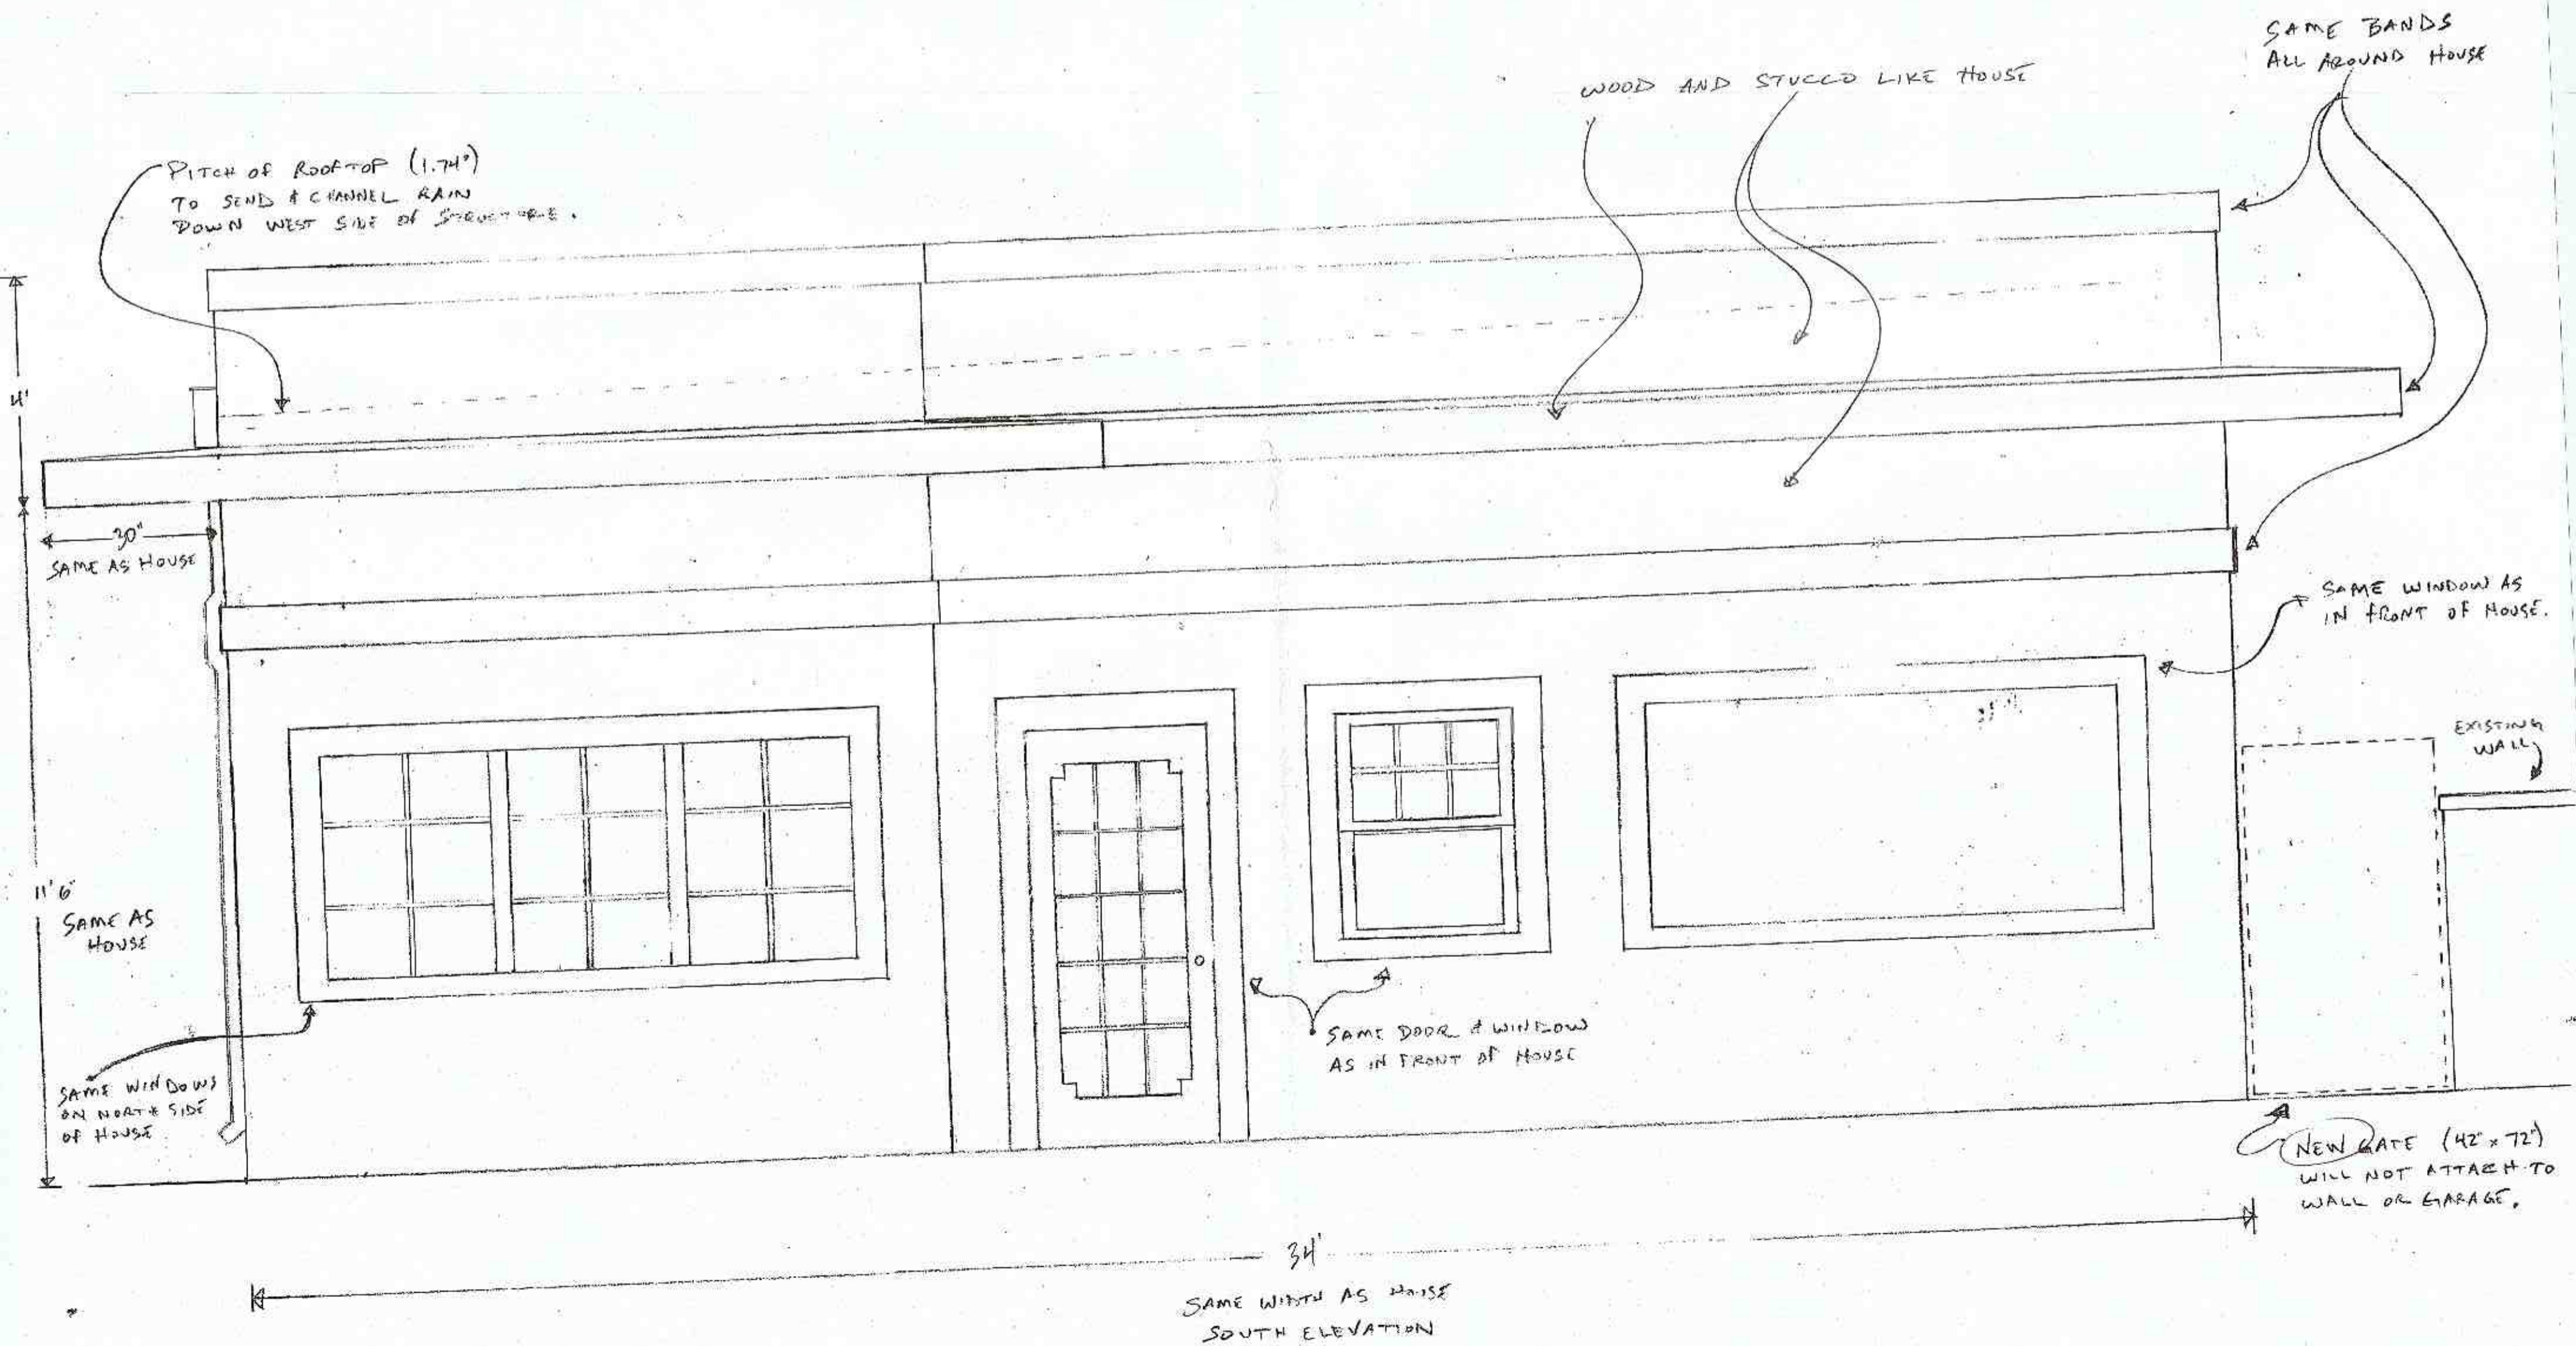 SAME BANDS
ALL AROUND HOUSE
WOOD AND STUCCO LIKE HOUSE
PITCH OF ROOFTOP (1.74°)
TO SEND & CHANNEL RAIN
DOWN WEST SIDE OF STRUCTURE.
4'
30"
SAME AS HOUSE
SAME WINDOW AS
IN FRONT OF HOUSE.
EXISTING
WALL
11'6"
SAME AS
HOUSE
SAME DOOR & WINDOW
AS IN FRONT OF HOUSE
SAME WINDOWS
ON NORTH SIDE
OF HOUSE
NEW GATE (42" x 72")
WILL NOT ATTACH TO
WALL OR GARAGE.
34'
SAME WIDTH AS HOUSE
SOUTH ELEVATION